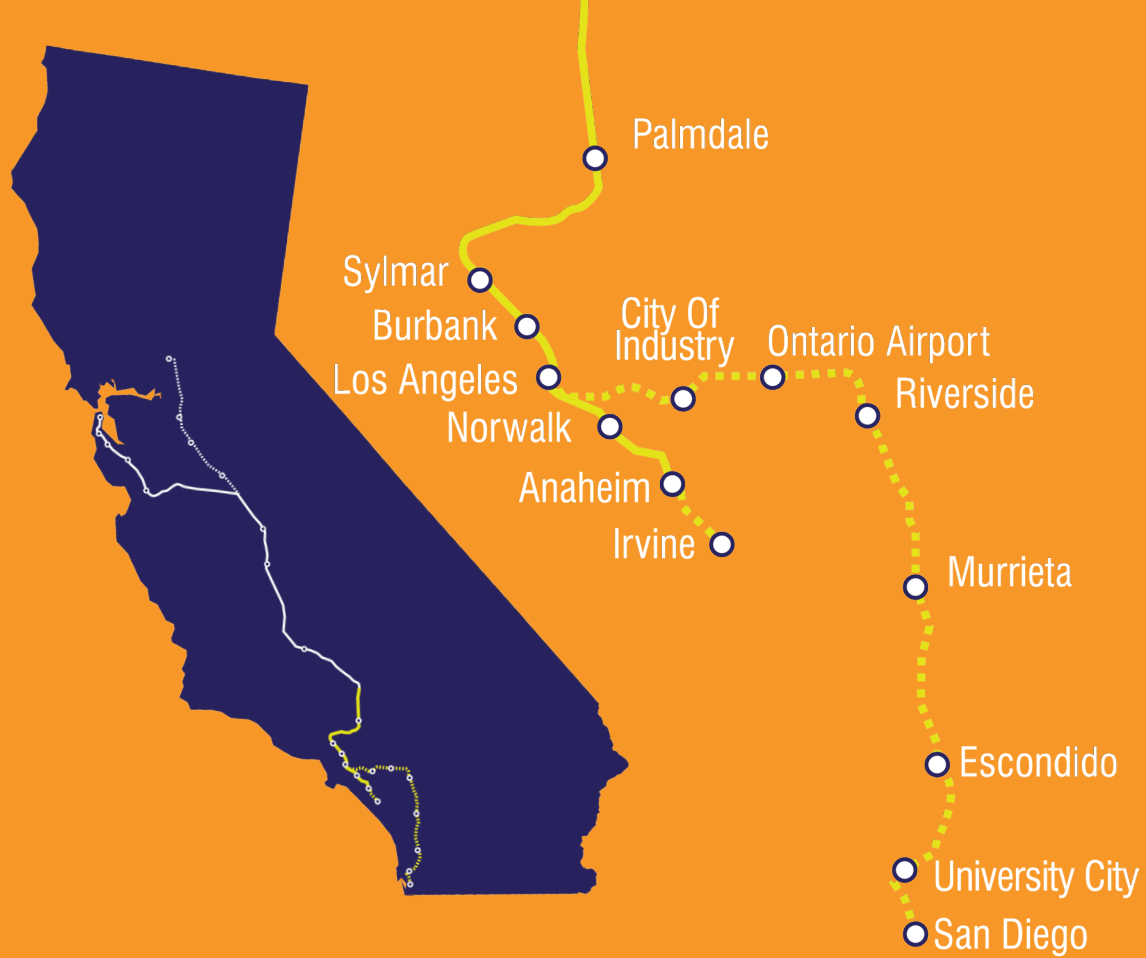 Palmdale
Sylmar
Burbank
City Of
Industry
Ontario Airport
Los Angeles
Riverside
Norwalk
Anaheim
Irvine
Murrieta
Escondido
University City
San Diego